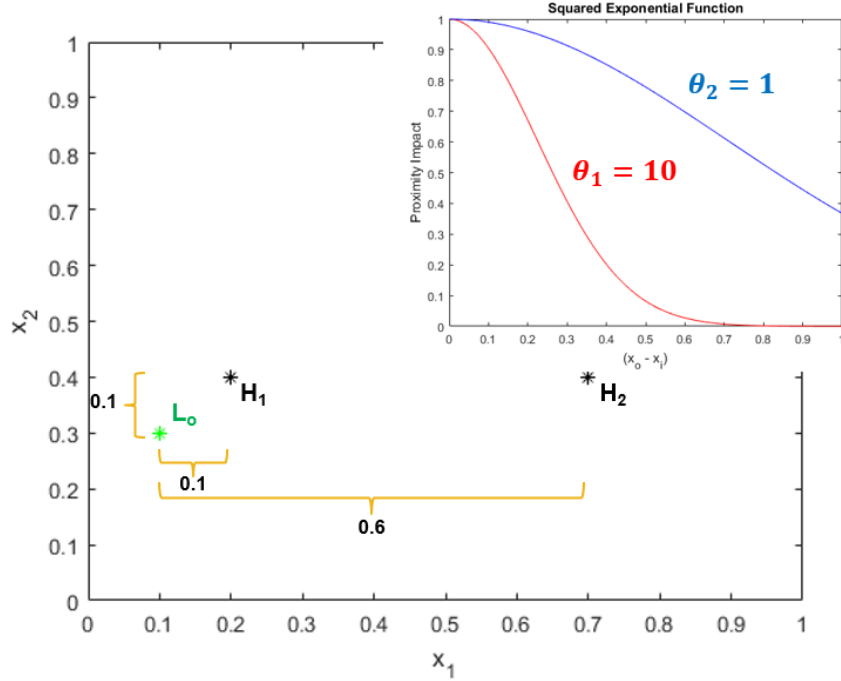 Squared Exponential Function
1
0.9
0.8
0.7
0.6
0.5
0.4
0.3
0.2
0.1
0
Proximity Impact
θ₂ = 1
θ₁ = 10
0 0.1 0.2 0.3 0.4 0.5 0.6 0.7 0.8 0.9 1
(xₒ - xᵢ)
1
0.9
0.8
0.7
0.6
0.5
0.4
0.3
0.2
0.1
0
x₂
0.1
Lₒ
H₁
H₂
0.1
0.6
0 0.1 0.2 0.3 0.4 0.5 0.6 0.7 0.8 0.9 1
x₁